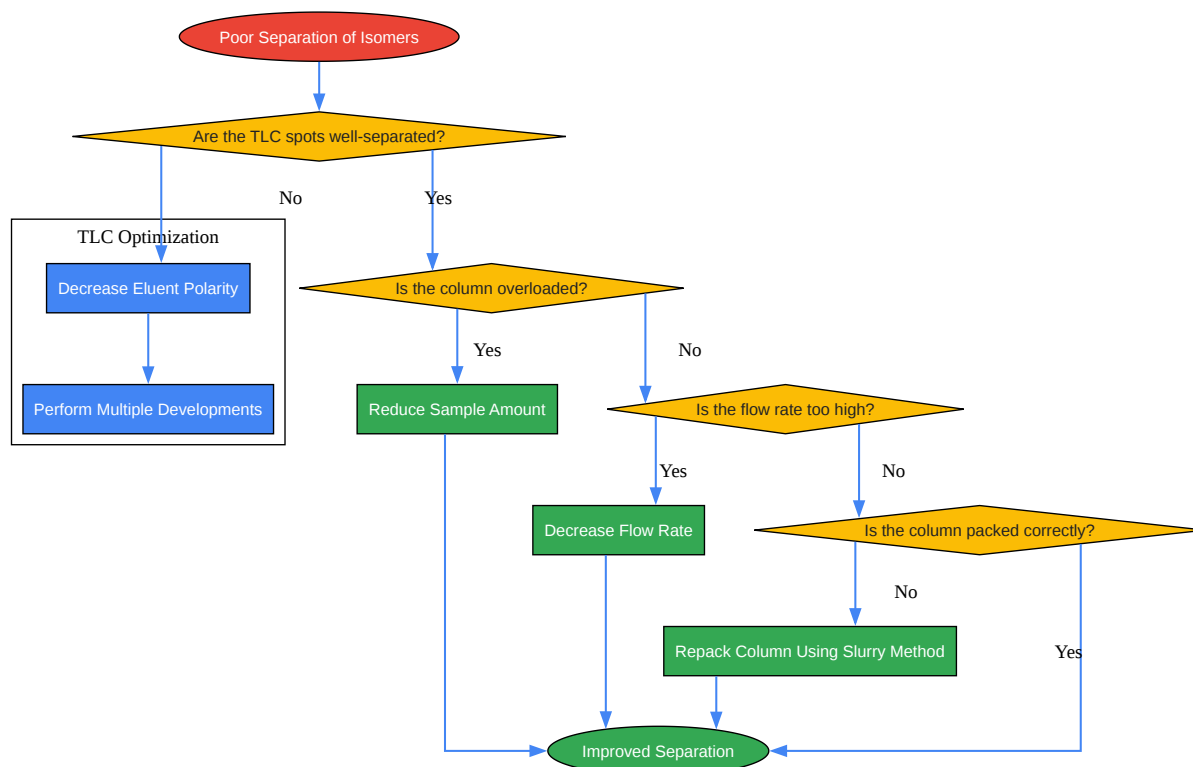 Poor Separation of Isomers
Are the TLC spots well-separated?
No
Yes
TLC Optimization
Decrease Eluent Polarity
Is the column overloaded?
Yes
No
Perform Multiple Developments
Reduce Sample Amount
Is the flow rate too high?
Yes
No
Decrease Flow Rate
Is the column packed correctly?
No
Repack Column Using Slurry Method
Yes
Improved Separation